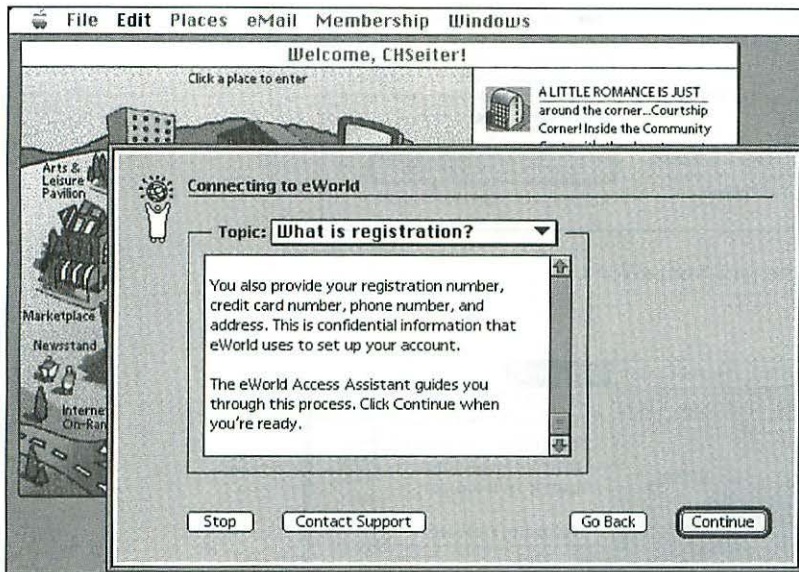 File Edit Places eMail Membership Windows
Welcome, CHSeiter!
Click a place to enter
A LITTLE ROMANCE IS JUST
around the corner...Courtship
Corner! Inside the Community
Arts &
Leisure
Pavilion
Marketplace
Newsstand
Interne
On-Ran
Connecting to eWorld
Topic: What is registration?
You also provide your registration number,
credit card number, phone number, and
address. This is confidential information that
eWorld uses to set up your account.
The eWorld Access Assistant guides you
through this process. Click Continue when
you're ready.
Stop Contact Support Go Back Continue